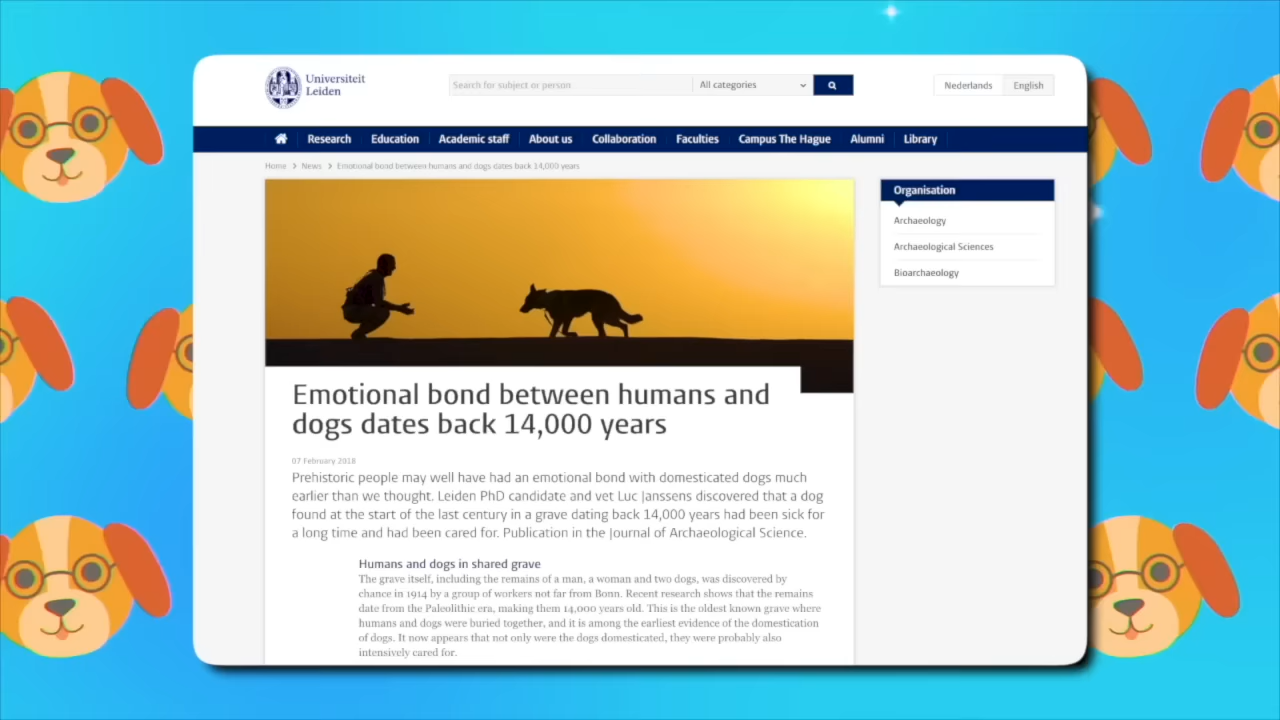 Universiteit
Leiden
Search for subject or person
All categories
Nederlands
English
Research
Education
Academic staff
About us
Collaboration
Faculties
Campus The Hague
Alumni
Library
Home > News > Emotional bond between humans and dogs dates back 14,000 years
Organisation
Archaeology
Archaeological Sciences
Bioarchaeology
Emotional bond between humans and
dogs dates back 14,000 years
07 February 2018
Prehistoric people may well have had an emotional bond with domesticated dogs much
earlier than we thought. Leiden PhD candidate and vet Luc Janssens discovered that a dog
found at the start of the last century in a grave dating back 14,000 years had been sick for
a long time and had been cared for. Publication in the Journal of Archaeological Science.
Humans and dogs in shared grave
The grave itself, including the remains of a man, a woman and two dogs, was discovered by
chance in 1914 by a group of workers not far from Bonn. Recent research shows that the remains
date from the Paleolithic era, making them 14,000 years old. This is the oldest known grave where
humans and dogs were buried together, and it is among the earliest evidence of the domestication
of dogs. It now appears that not only were the dogs domesticated, they were probably also
intensively cared for.